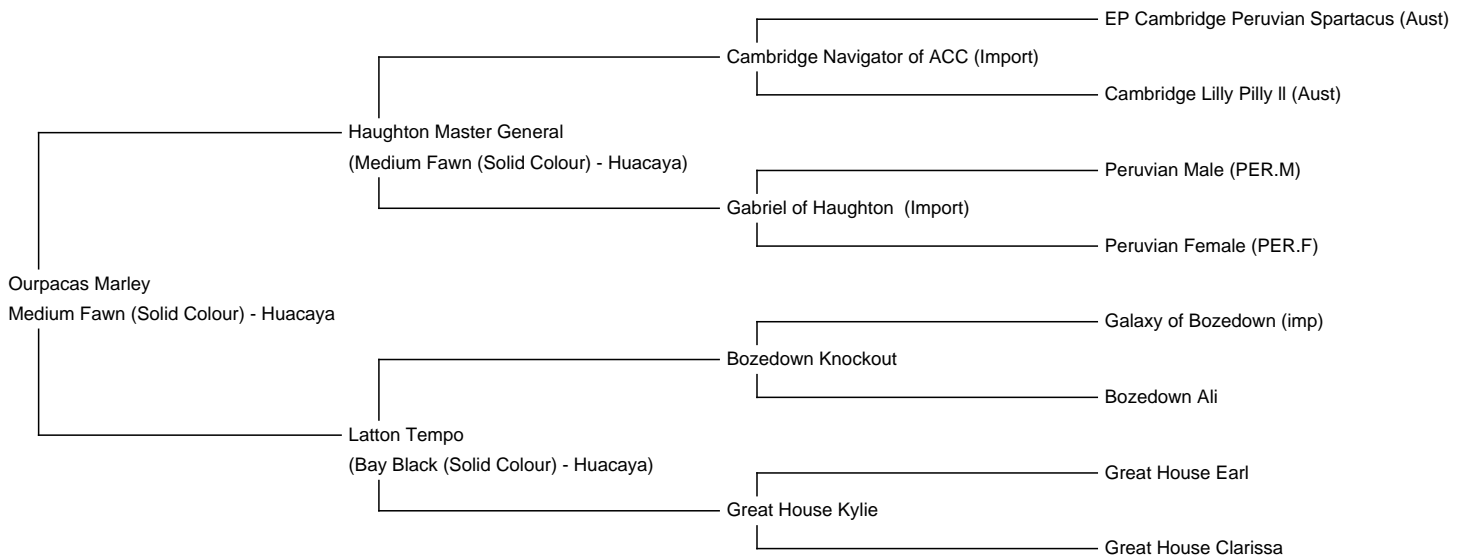 EP Cambridge Peruvian Spartacus (Aust)
Cambridge Navigator of ACC (Import)
Cambridge Lilly Pilly ll (Aust)
Haughton Master General
(Medium Fawn (Solid Colour) - Huacaya)
Peruvian Male (PER.M)
Gabriel of Haughton  (Import)
Peruvian Female (PER.F)
Ourpacas Marley
Medium Fawn (Solid Colour) - Huacaya
Galaxy of Bozedown (imp)
Bozedown Knockout
Bozedown Ali
Latton Tempo
(Bay Black (Solid Colour) - Huacaya)
Great House Earl
Great House Kylie
Great House Clarissa